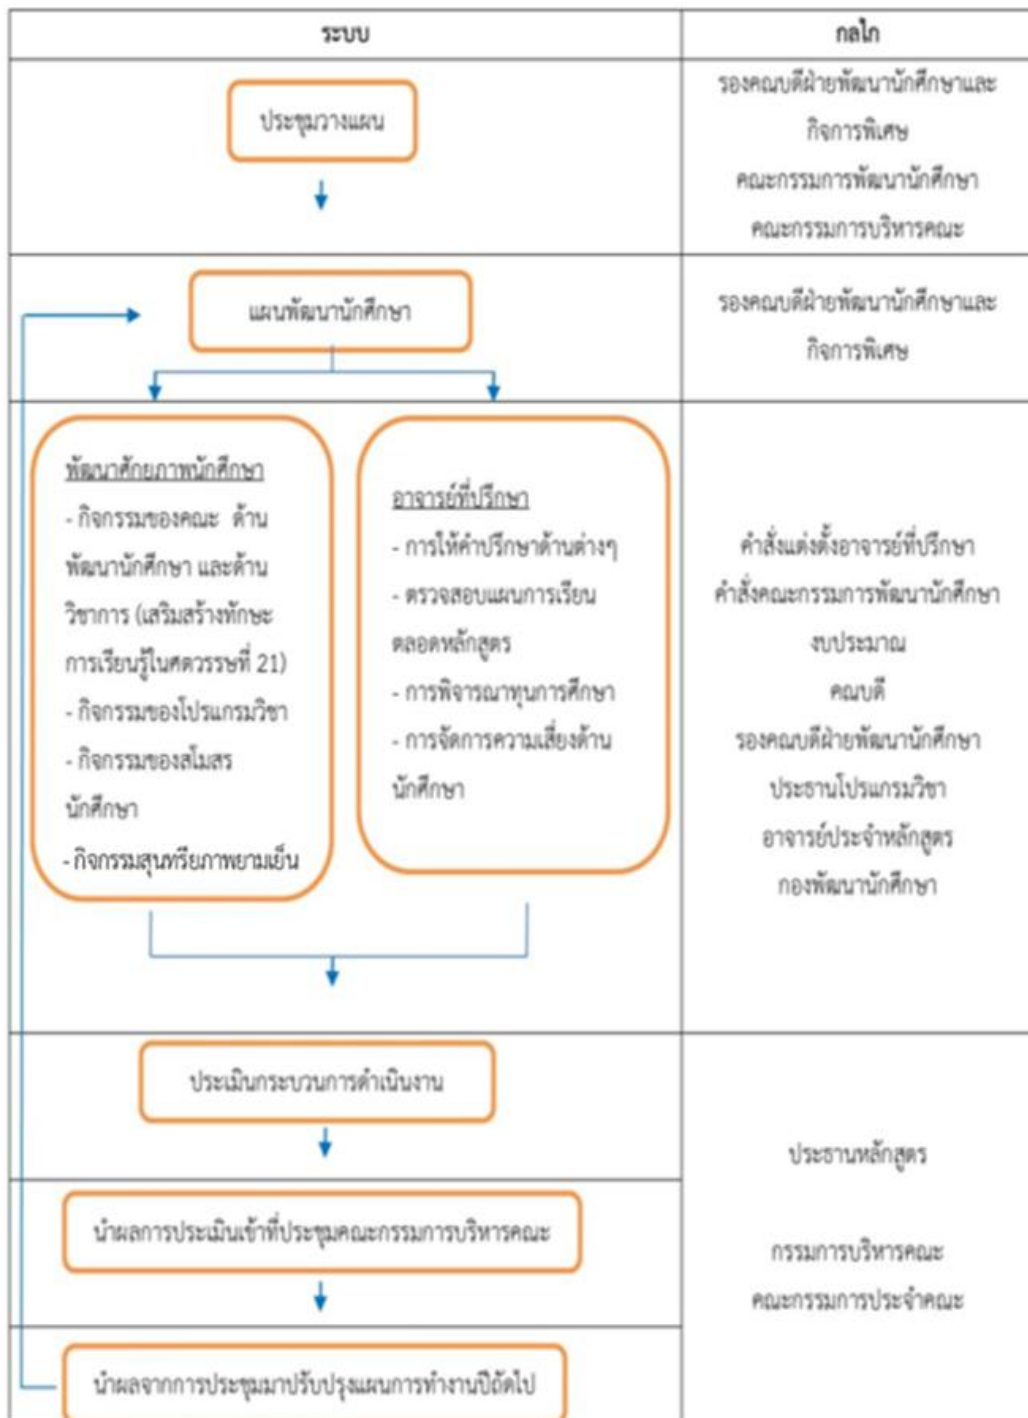 ระบบ
กลไก
ประชุมวางแผน
รองคณบดีฝ่ายพัฒนานักศึกษาและ
กิจการพิเศษ
คณะกรรมการพัฒนานักศึกษา
คณะกรรมการบริหารคณะ
แผนพัฒนานักศึกษา
รองคณบดีฝ่ายพัฒนานักศึกษาและ
กิจการพิเศษ
พัฒนาศักยภาพนักศึกษา
- กิจกรรมของคณะ ด้าน
พัฒนานักศึกษา และด้าน
วิชาการ (เสริมสร้างทักษะ
การเรียนรู้ในศตวรรษที่ 21)
- กิจกรรมของโปรแกรมวิชา
- กิจกรรมของสโมสร
นักศึกษา
- กิจกรรมสุนทรียภาพยามเย็น
อาจารย์ที่ปรึกษา
- การให้คำปรึกษาด้านต่างๆ
- ตรวจสอบแผนการเรียน
ตลอดหลักสูตร
- การพิจารณาทุนการศึกษา
- การจัดการความเสี่ยงด้าน
นักศึกษา
คำสั่งแต่งตั้งอาจารย์ที่ปรึกษา
คำสั่งคณะกรรมการพัฒนานักศึกษา
งบประมาณ
คณบดี
รองคณบดีฝ่ายพัฒนานักศึกษา
ประธานโปรแกรมวิชา
อาจารย์ประจำหลักสูตร
กองพัฒนานักศึกษา
ประเมินกระบวนการดำเนินงาน
ประธานหลักสูตร
นำผลการประเมินเข้าที่ประชุมคณะกรรมการบริหารคณะ
กรรมการบริหารคณะ
คณะกรรมการประจำคณะ
นำผลจากการประชุมมาปรับปรุงแผนการทำงานปีถัดไป